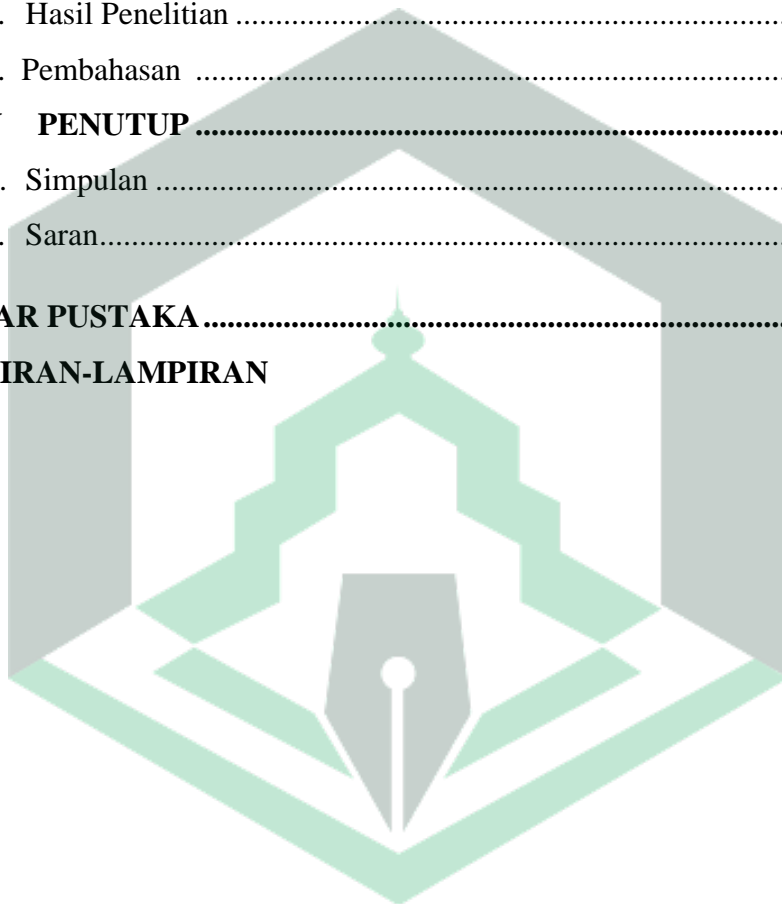 . Hasil Penelitian ........................................................................
. Pembahasan ..............................................................................
PENUTUP ...................................................................................
. Simpulan ..................................................................................
. Saran.........................................................................................
AR PUSTAKA ..............................................................................
IRAN-LAMPIRAN